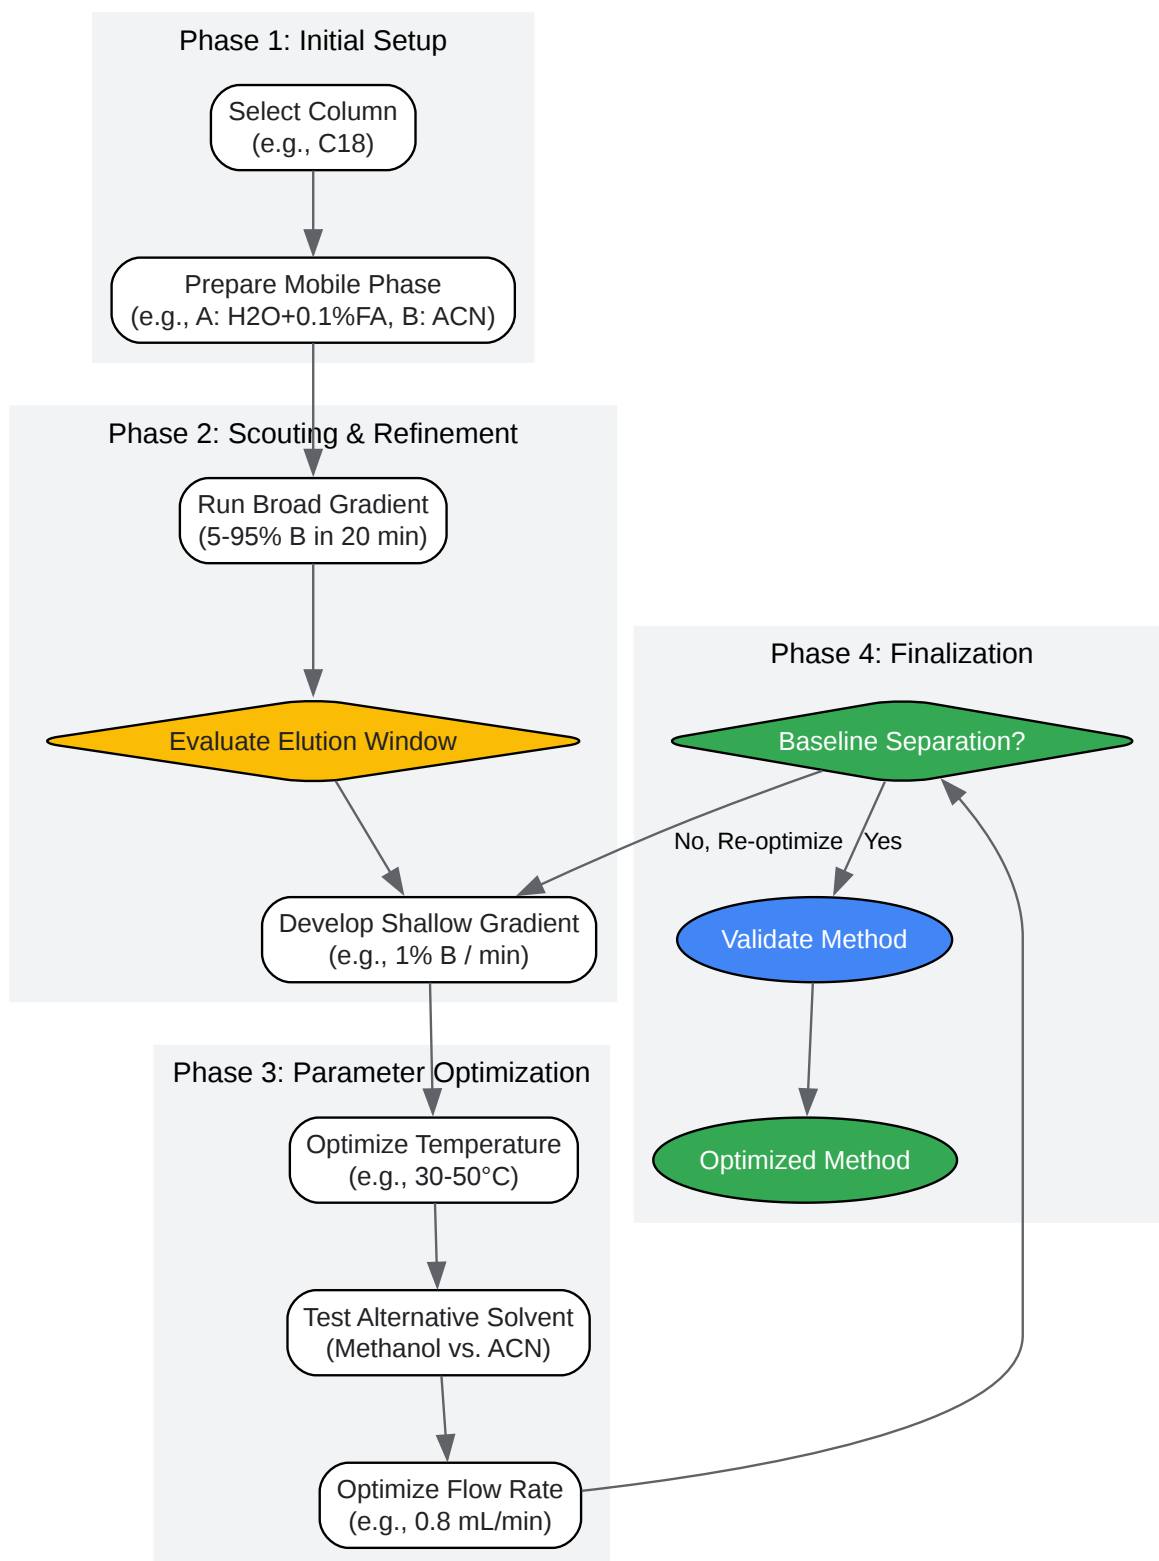 Phase 1: Initial Setup
Select Column
(e.g., C18)
Prepare Mobile Phase
(e.g., A: H2O+0.1%FA, B: ACN)
Phase 2: Scouting & Refinement
Run Broad Gradient
(5-95% B in 20 min)
Evaluate Elution Window
Develop Shallow Gradient
(e.g., 1% B / min)
Phase 3: Parameter Optimization
Optimize Temperature
(e.g., 30-50°C)
Test Alternative Solvent
(Methanol vs. ACN)
Optimize Flow Rate
(e.g., 0.8 mL/min)
Phase 4: Finalization
Baseline Separation?
No, Re-optimize
Yes
Validate Method
Optimized Method